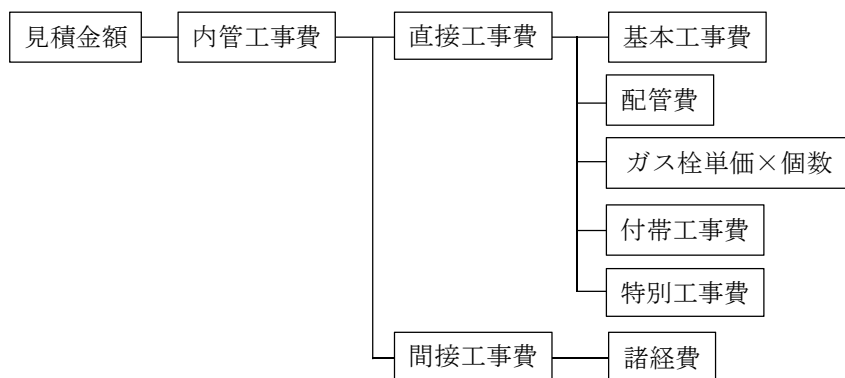 見積金額
内管工事費
直接工事費
基本工事費
配管費
ガス栓単価×個数
付帯工事費
特別工事費
間接工事費
諸経費